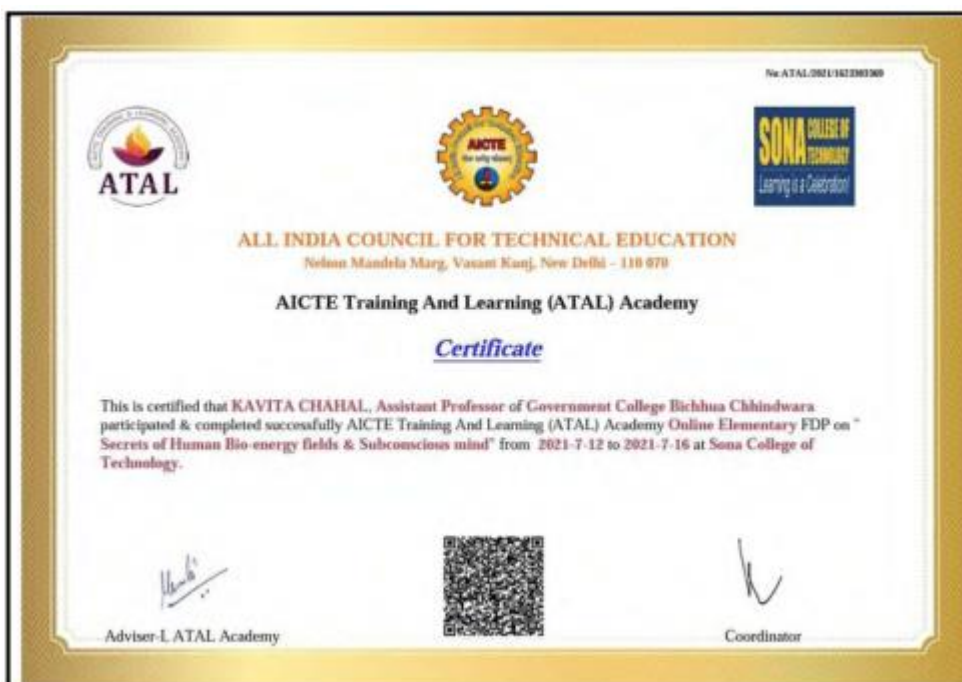 No:ATAL/2021/1623303369
ATAL
AICTE
SONA COLLEGE OF
TECHNOLOGY
Learning is a Celebration!
ALL INDIA COUNCIL FOR TECHNICAL EDUCATION
Nelson Mandela Marg, Vasant Kunj, New Delhi – 110 070
AICTE Training And Learning (ATAL) Academy
Certificate
This is certified that KAVITA CHAHAL, Assistant Professor of Government College Bichhua Chhindwara
participated & completed successfully AICTE Training And Learning (ATAL) Academy Online Elementary FDP on "
Secrets of Human Bio-energy fields & Subconscious mind" from 2021-7-12 to 2021-7-16 at Sona College of
Technology.
Adviser-I, ATAL Academy
Coordinator